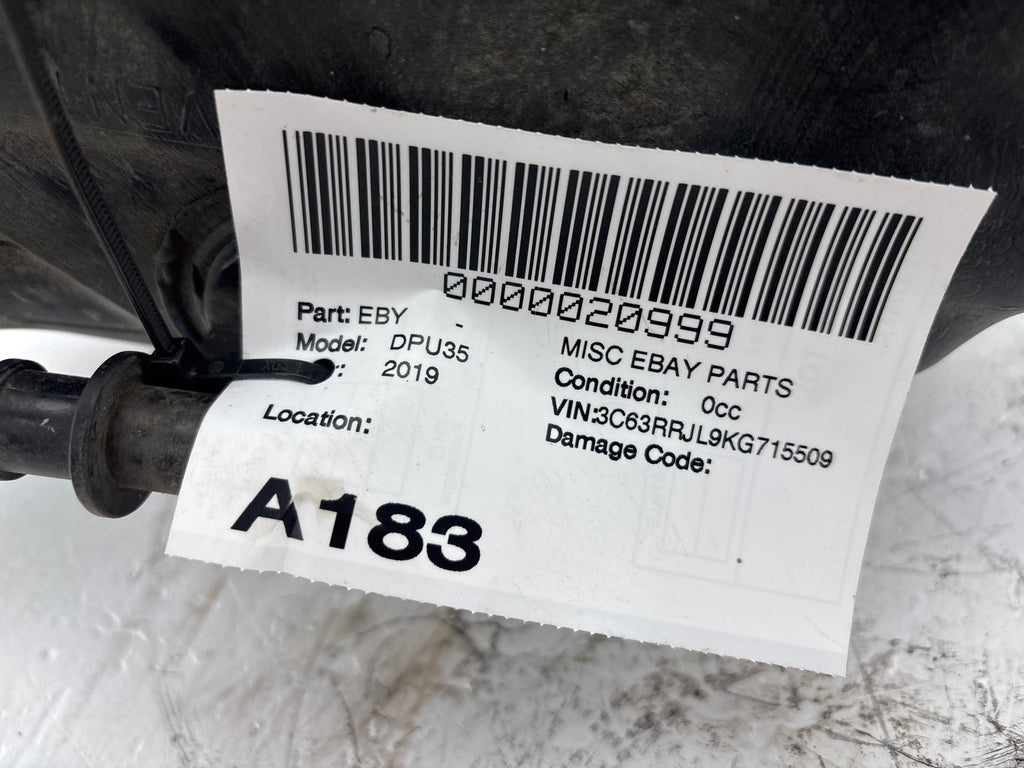 0000020999
Part: EBY -
MISC EBAY PARTS
Model: DPU35
Condition: 0cc
2019
VIN:3C63RRJL9KG715509
Location:
Damage Code:
A183